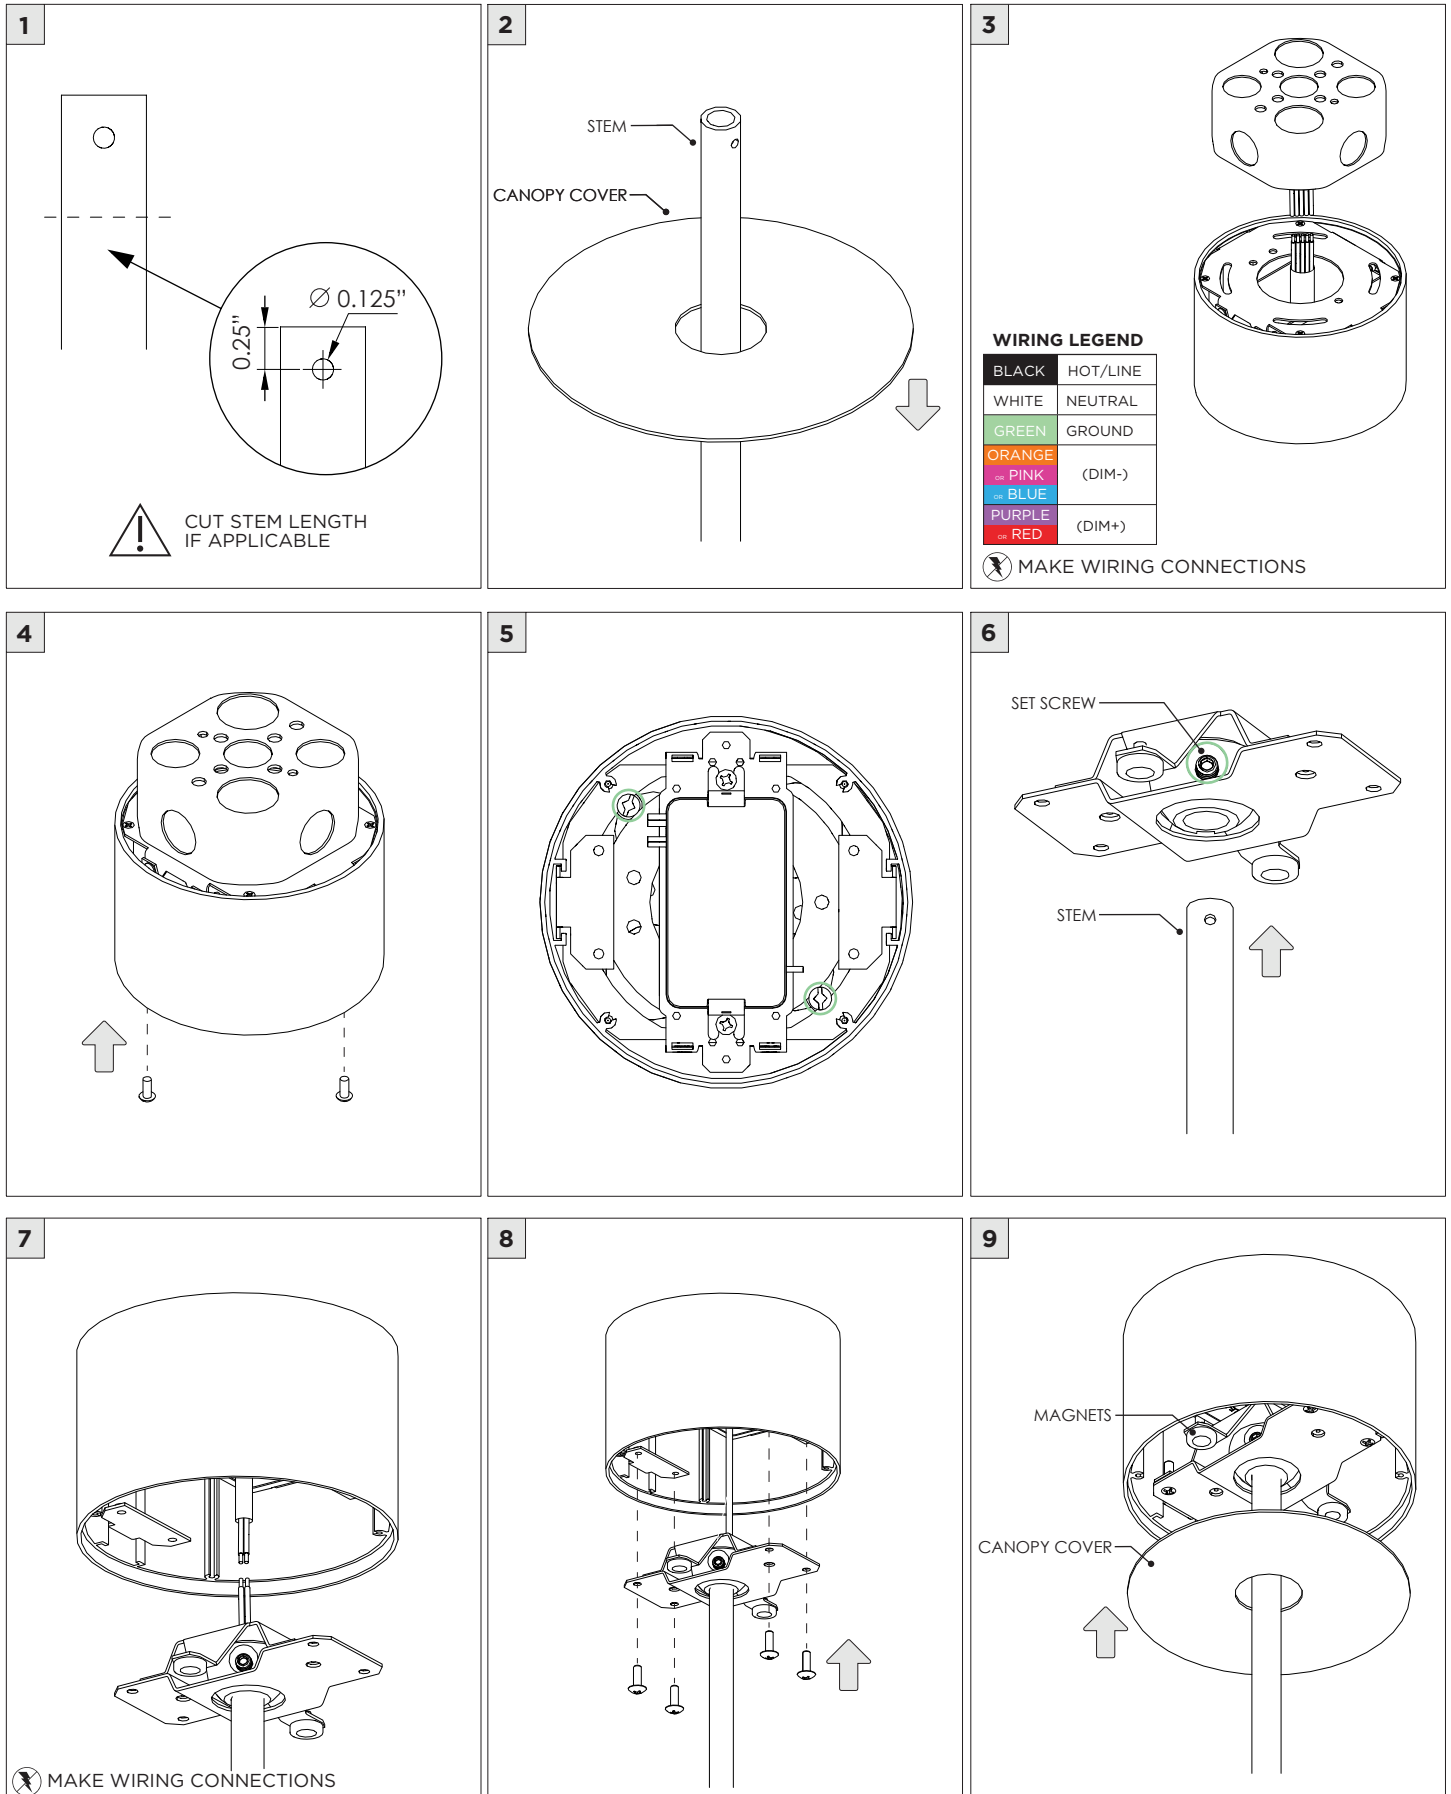 1
0.25"
Ø 0.125"
CUT STEM LENGTH
IF APPLICABLE
2
STEM
CANOPY COVER
3
WIRING LEGEND
BLACK HOT/LINE
WHITE NEUTRAL
GREEN GROUND
ORANGE
OR PINK (DIM-)
OR BLUE
PURPLE
OR RED (DIM+)
MAKE WIRING CONNECTIONS
4
5
6
SET SCREW
STEM
7
MAKE WIRING CONNECTIONS
8
9
MAGNETS
CANOPY COVER